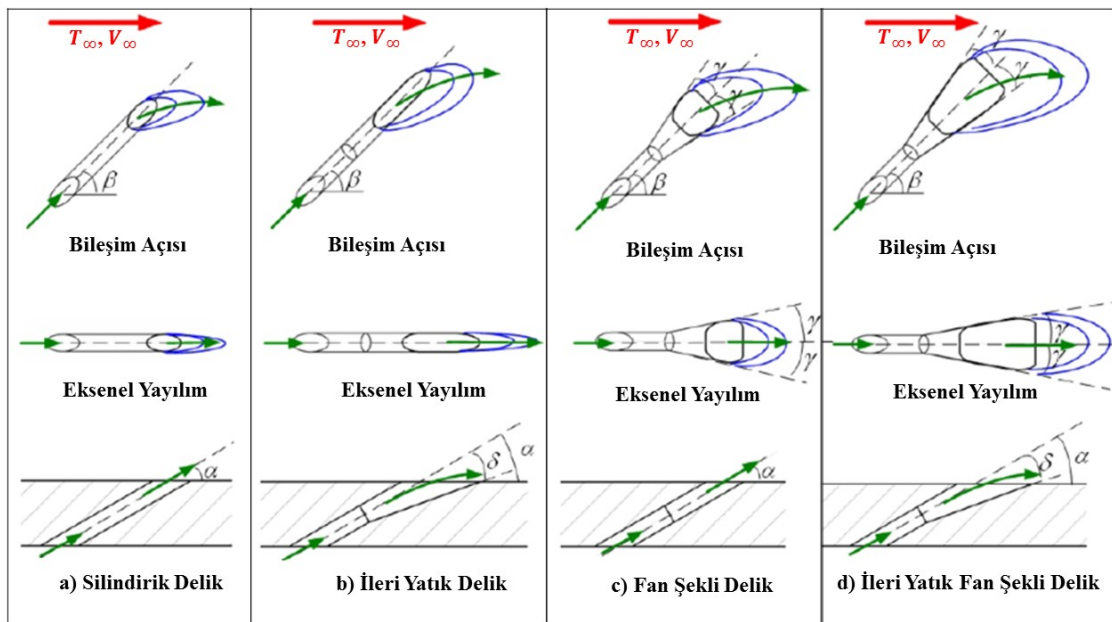 T∞, V∞
T∞, V∞
T∞, V∞
T∞, V∞
β
β
γ
γ
β
γ
γ
β
Bileşim Açısı
Bileşim Açısı
Bileşim Açısı
Bileşim Açısı
γ
γ
γ
γ
Eksenel Yayılım
Eksenel Yayılım
Eksenel Yayılım
Eksenel Yayılım
α
δ
α
α
δ
α
a) Silindirik Delik
b) İleri Yatık Delik
c) Fan Şekli Delik
d) İleri Yatık Fan Şekli Delik